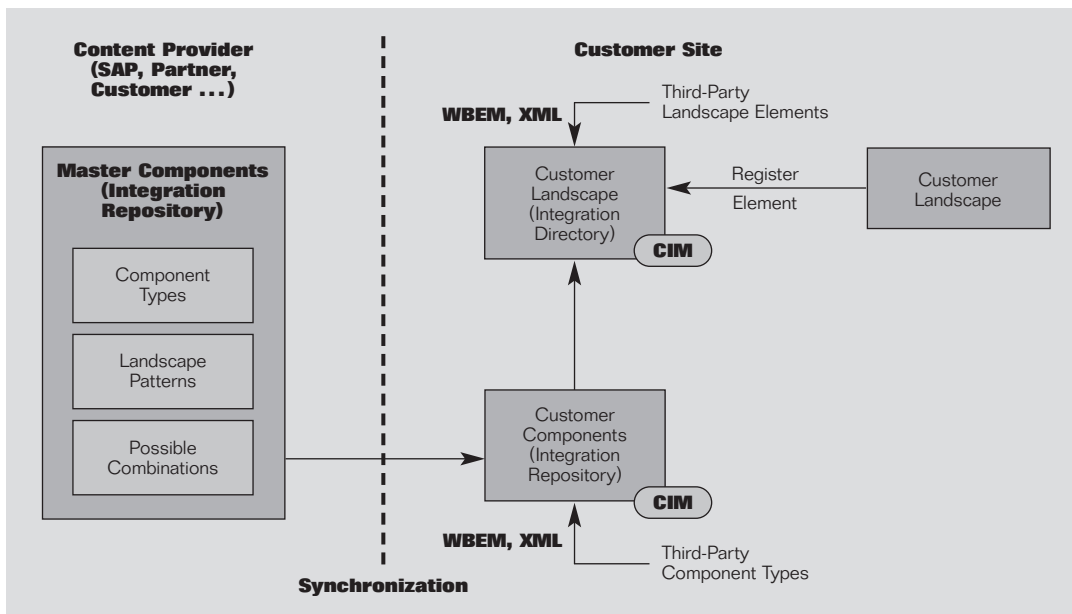 Content Provider
(SAP, Partner,
Customer ...)
Master Components
(Integration
Repository)
Component
Types
Landscape
Patterns
Possible
Combinations
Synchronization
Customer Site
WBEM, XML
Third-Party
Landscape Elements
Customer
Landscape
(Integration
Directory)
CIM
Register
Element
Customer
Landscape
Customer
Components
(Integration
Repository)
CIM
WBEM, XML
Third-Party
Component Types